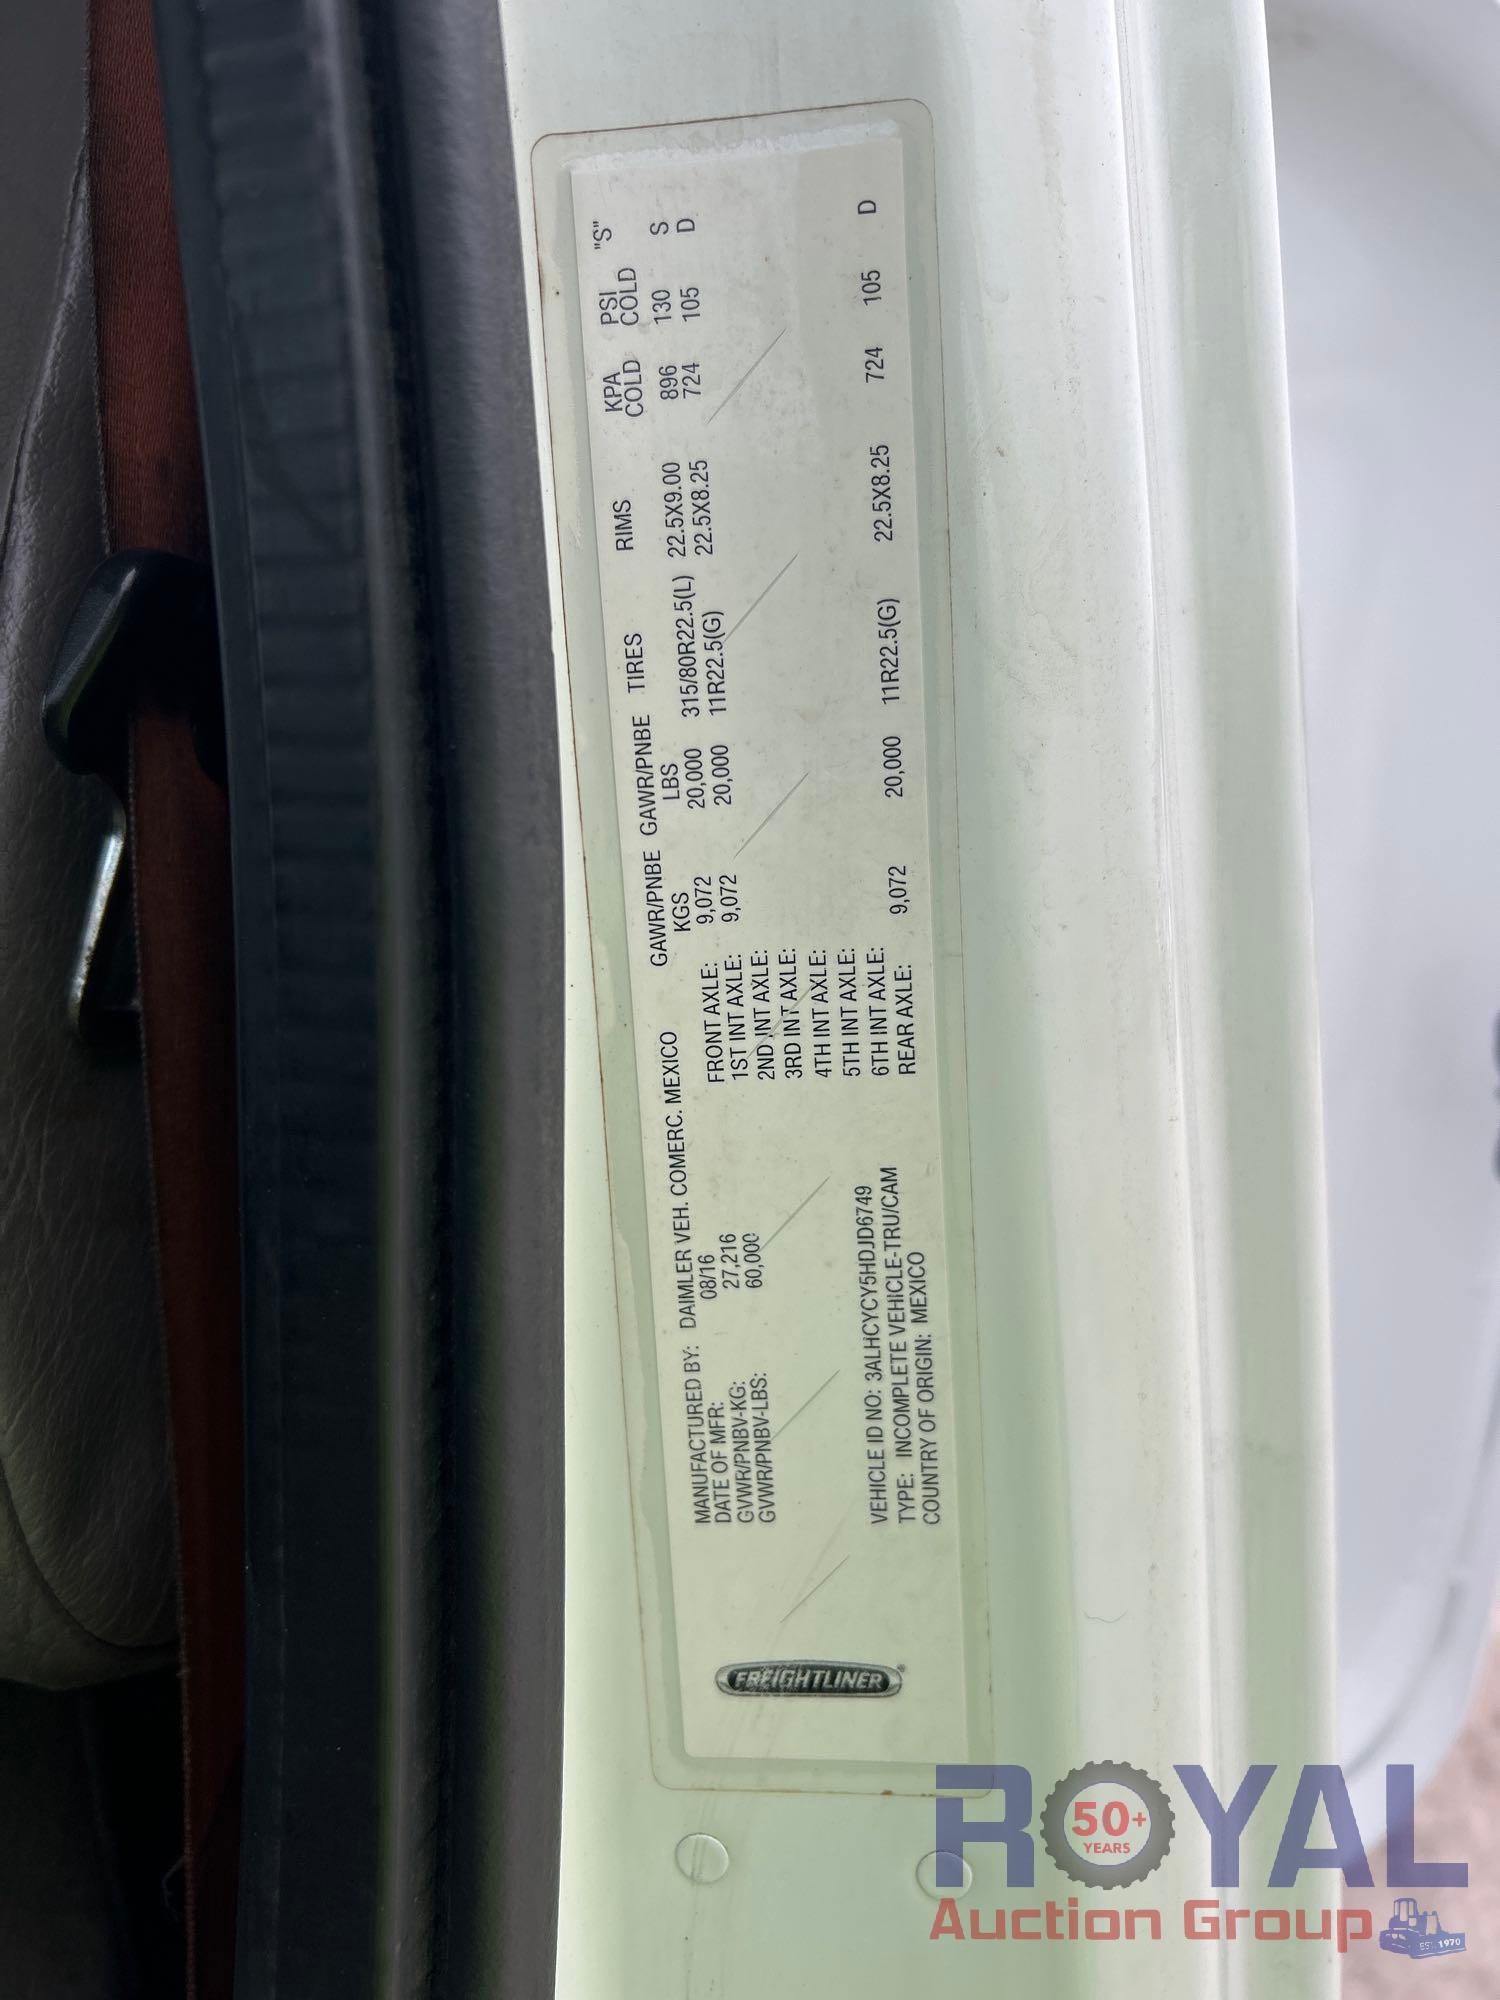 FREIGHTLINER
MANUFACTURED BY: DAIMLER VEH. COMERC. MEXICO
DATE OF MFR: 08/16
GVWR/PNBV-KG: 27,216
GVWR/PNBV-LBS: 60,000
VEHICLE ID NO: 3ALHCYCY5HDJD6749
TYPE: INCOMPLETE VEHICLE-TRU/CAM
COUNTRY OF ORIGIN: MEXICO
GAWR/PNBE GAWR/PNBE TIRES RIMS KPA PSI "S"
KGS LBS COLD COLD
FRONT AXLE: 9,072 20,000 315/80R22.5(L) 22.5X9.00 896 130 S
1ST INT AXLE: 9,072 20,000 11R22.5(G) 22.5X8.25 724 105 D
2ND INT AXLE:
3RD INT AXLE:
4TH INT AXLE:
5TH INT AXLE:
6TH INT AXLE:
REAR AXLE: 9,072 20,000 11R22.5(G) 22.5X8.25 724 105 D
ROYAL
50+
YEARS
Auction Group
EST. 1970